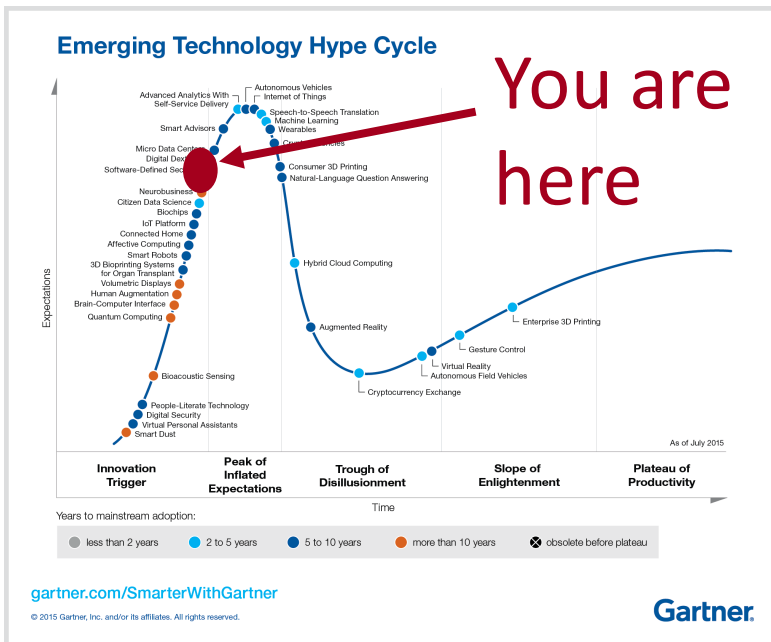 Emerging Technology Hype Cycle
You are
here
Advanced Analytics With
Self-Service Delivery
Autonomous Vehicles
Internet of Things
Speech-to-Speech Translation
Machine Learning
Wearables
Smart Advisors
Micro Data Center
Digital
Software-Defined
Consumer 3D Printing
Natural-Language Question Answering
Neurobusiness
Citizen Data Science
Biochips
IoT Platform
Connected Home
Affective Computing
Smart Robots
3D Bioprinting Systems
for Organ Transplant
Volumetric Displays
Human Augmentation
Brain-Computer Interface
Quantum Computing
Hybrid Cloud Computing
Augmented Reality
Enterprise 3D Printing
Gesture Control
Virtual Reality
Autonomous Field Vehicles
Cryptocurrency Exchange
Bioacoustic Sensing
People-Literate Technology
Digital Security
Virtual Personal Assistants
Smart Dust
Expectations
As of July 2015
Innovation
Trigger
Peak of
Inflated
Expectations
Trough of
Disillusionment
Slope of
Enlightenment
Plateau of
Productivity
Time
Years to mainstream adoption:
less than 2 years
2 to 5 years
5 to 10 years
more than 10 years
obsolete before plateau
gartner.com/SmarterWithGartner
© 2015 Gartner, Inc. and/or its affiliates. All rights reserved.
Gartner